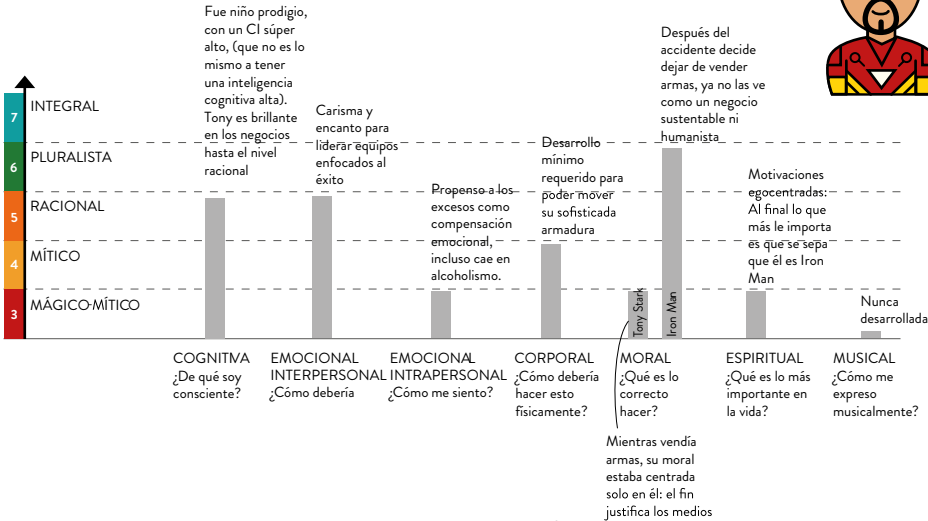 Fue niño prodigio,
con un CI súper
alto, (que no es lo
mismo a tener
una inteligencia
cognitiva alta).
Tony es brillante
en los negocios
hasta el nivel
racional
Carisma y
encanto para
liderar equipos
enfocados al
éxito
Propenso a los
excesos como
compensación
emocional,
incluso cae en
alcoholismo.
Desarrollo
mínimo
requerido para
poder mover
su sofisticada
armadura
Después del
accidente decide
dejar de vender
armas, ya no las ve
como un negocio
sustentable ni
humanista
Motivaciones
egocentradas:
Al final lo que
más le importa
es que se sepa
que él es Iron
Man
Nunca
desarrollada
7 INTEGRAL
6 PLURALISTA
5 RACIONAL
4 MÍTICO
3 MÁGICO-MÍTICO
Tony Stark
Iron Man
COGNITIVA
¿De qué soy
consciente?
EMOCIONAL
INTERPERSONAL
¿Cómo debería
EMOCIONAL
INTRAPERSONAL
¿Cómo me siento?
CORPORAL
¿Cómo debería
hacer esto
físicamente?
MORAL
¿Qué es lo
correcto
hacer?
ESPIRITUAL
¿Qué es lo más
importante en
la vida?
MUSICAL
¿Cómo me
expreso
musicalmente?
Mientras vendía
armas, su moral
estaba centrada
solo en él: el fin
justifica los medios